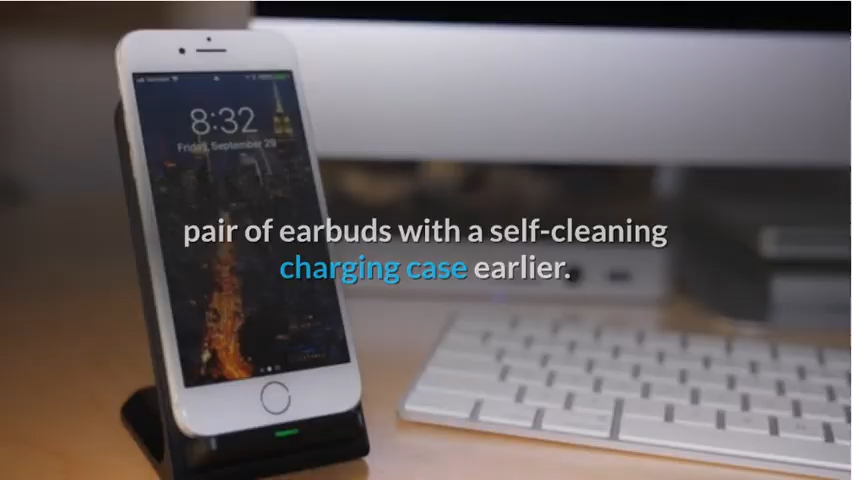 8:32
Friday, September 29
pair of earbuds with a self-cleaning
charging case earlier.